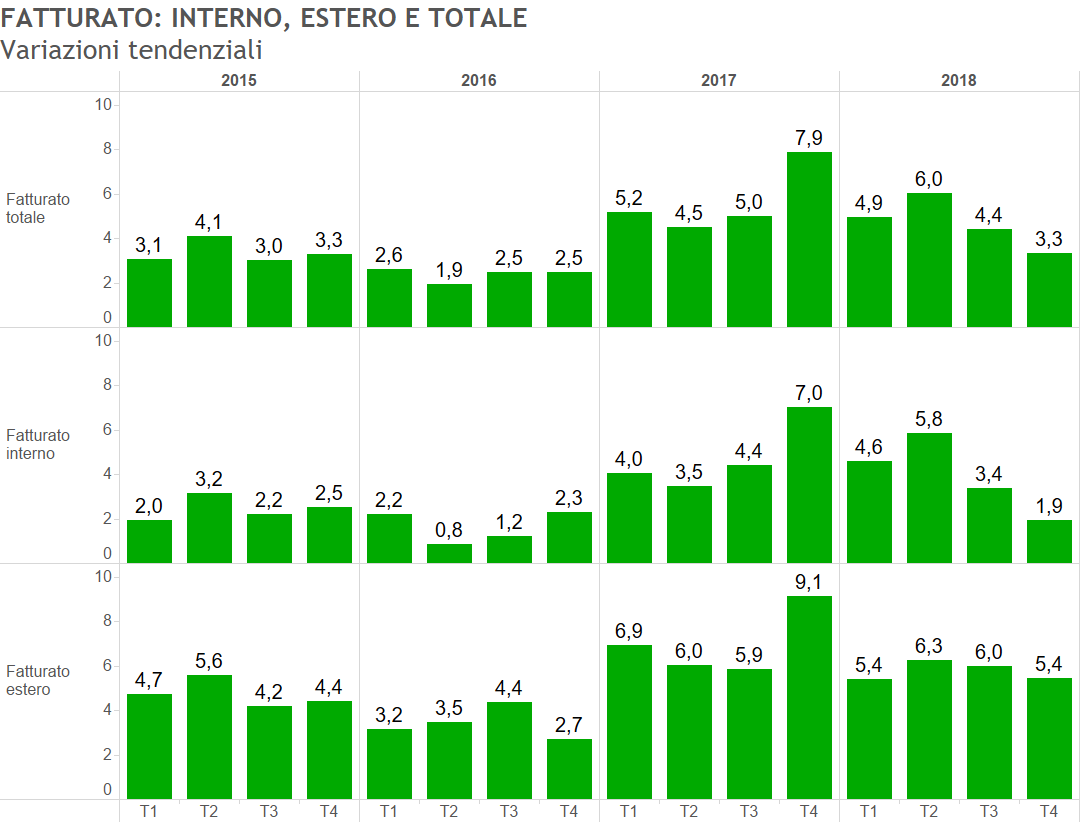 FATTURATO: INTERNO, ESTERO E TOTALE
Variazioni tendenziali
2015 2016 2017 2018
Fatturato
totale
10
8
6
4
2
0
3,1 4,1 3,0 3,3 2,6 1,9 2,5 2,5 5,2 4,5 5,0 7,9 4,9 6,0 4,4 3,3
Fatturato
interno
10
8
6
4
2
0
2,0 3,2 2,2 2,5 2,2 0,8 1,2 2,3 4,0 3,5 4,4 7,0 4,6 5,8 3,4 1,9
Fatturato
estero
10
8
6
4
2
0
4,7 5,6 4,2 4,4 3,2 3,5 4,4 2,7 6,9 6,0 5,9 9,1 5,4 6,3 6,0 5,4
T1 T2 T3 T4 T1 T2 T3 T4 T1 T2 T3 T4 T1 T2 T3 T4